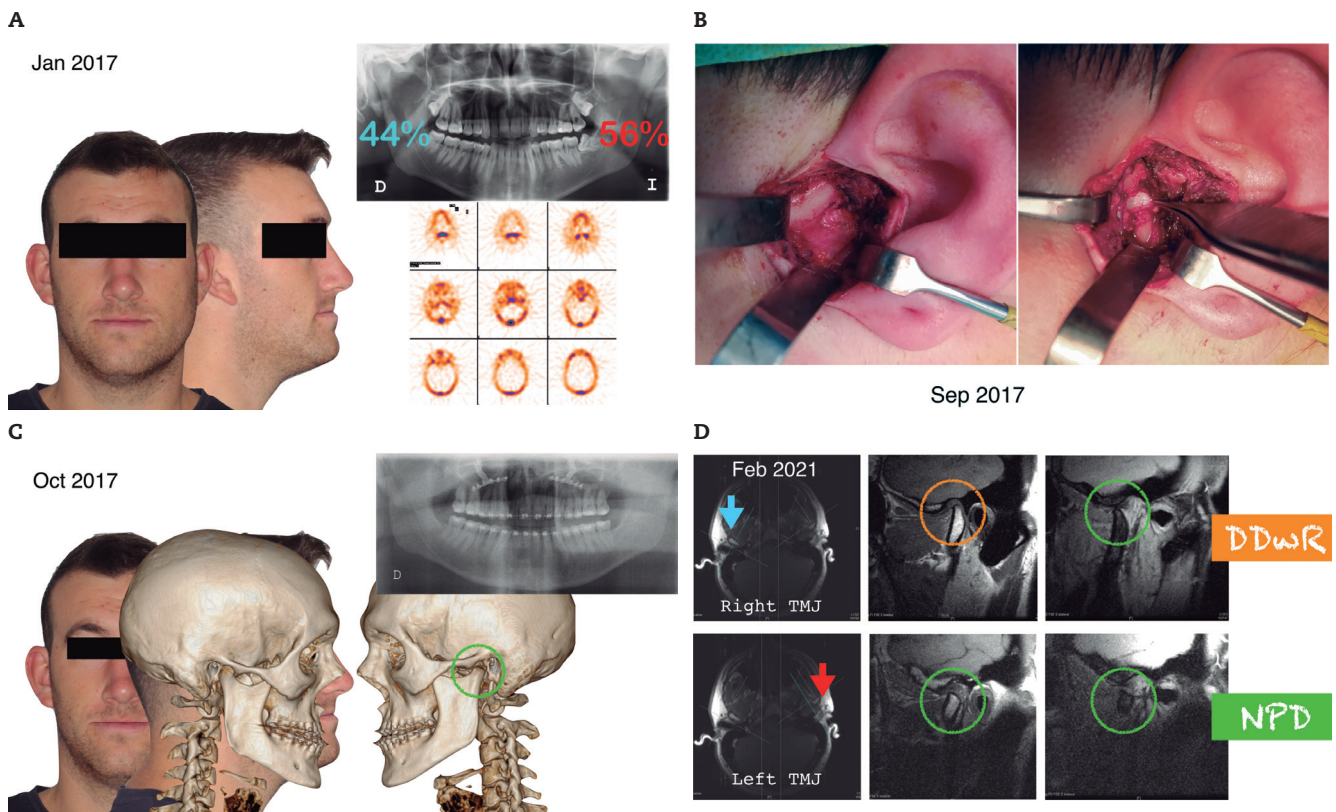 A
Jan 2017
44%
56%
D
I
B
Sep 2017
C
Oct 2017
D
D
Feb 2021
Right TMJ
DDwR
Left TMJ
NPD